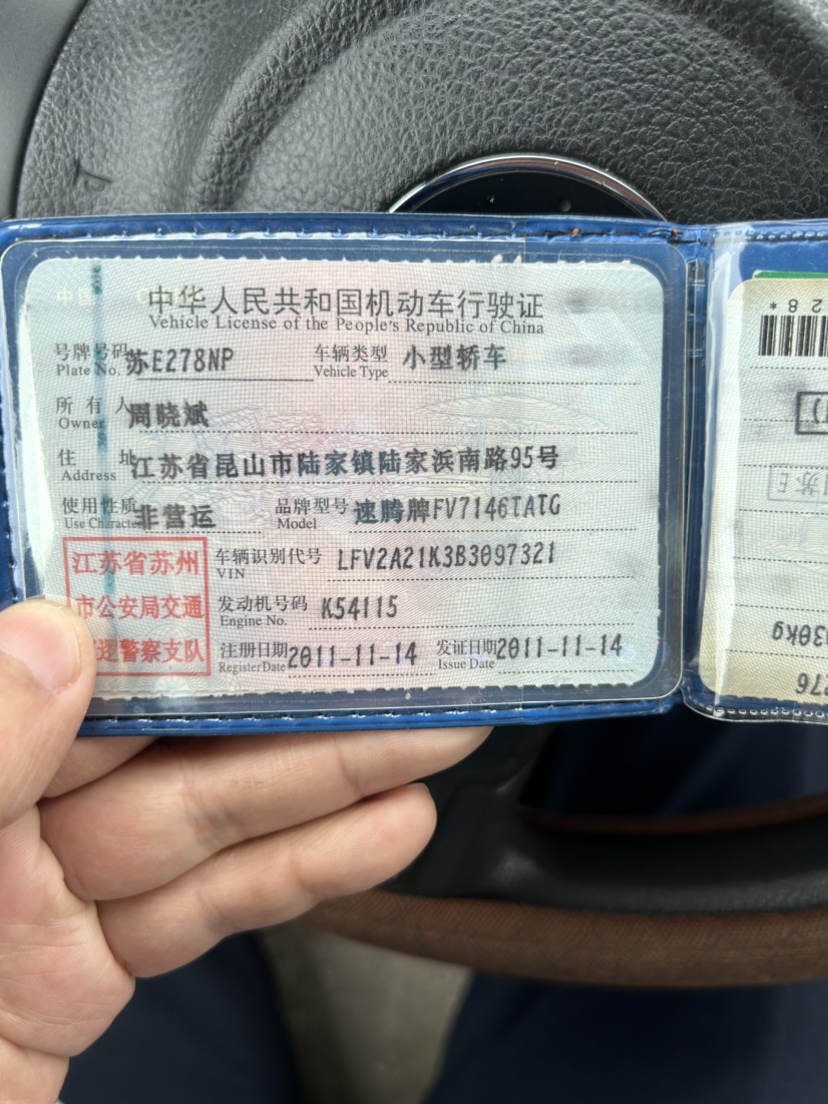 中华人民共和国机动车行驶证
Vehicle License of the People's Republic of China
号牌号码 苏E278NP 车辆类型 小型轿车
Plate No. Vehicle Type
所有人 周晓斌
Owner
住址 江苏省昆山市陆家镇陆家浜南路95号
Address
使用性质 非营运 品牌型号 速腾牌FV7146TATG
Use Character Model
江苏省苏州
市公安局交通
巡警察支队
车辆识别代号 LFV2A21K3B3097321
VIN
发动机号码 K54115
Engine No.
注册日期 2011-11-14 发证日期 2011-11-14
Register Date Issue Date